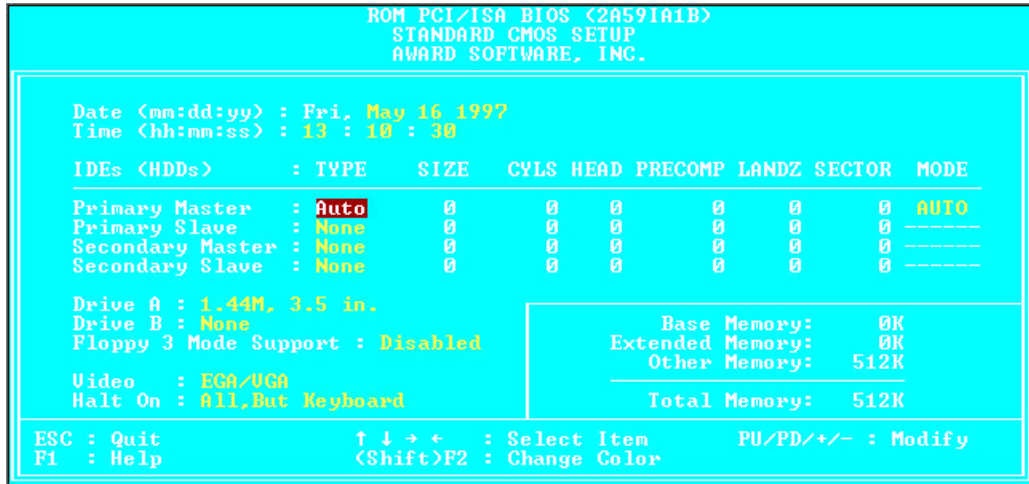 ROM PCI/ISA BIOS (2A59IA1B)
STANDARD CMOS SETUP
AWARD SOFTWARE, INC.
Date (mm:dd:yy) : Fri, May 16 1997
Time (hh:mm:ss) : 13 : 10 : 30
IDEs (HDDs) : TYPE SIZE CYLS HEAD PRECOMP LANDZ SECTOR MODE
Primary Master : Auto 0 0 0 0 0 0 AUTO
Primary Slave : None 0 0 0 0 0 0 ------
Secondary Master : None 0 0 0 0 0 0 ------
Secondary Slave : None 0 0 0 0 0 0 ------
Drive A : 1.44M, 3.5 in.
Drive B : None
Floppy 3 Mode Support : Disabled
Video : EGA/VGA
Halt On : All,But Keyboard
Base Memory: 0K
Extended Memory: 0K
Other Memory: 512K
Total Memory: 512K
ESC : Quit ↑ ↓ → ← : Select Item PU/PD/+/- : Modify
F1 : Help (Shift)F2 : Change Color